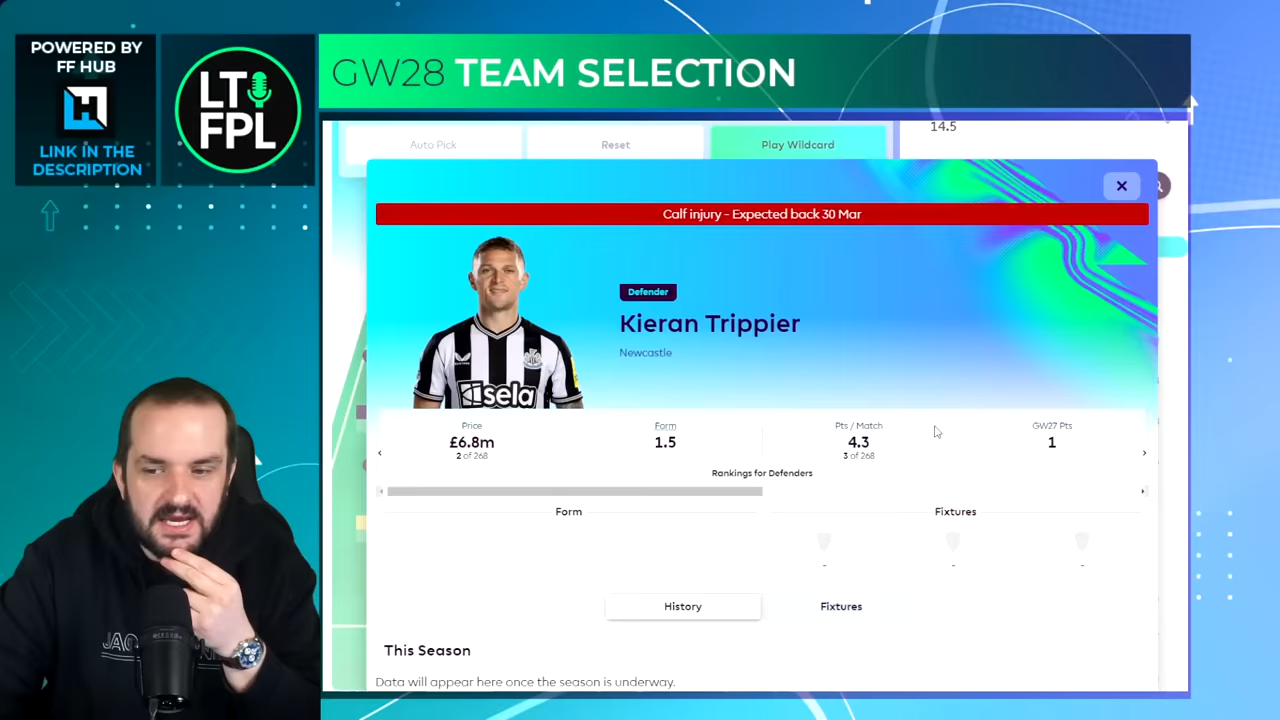 POWERED BY
FF HUB
LINK IN THE
DESCRIPTION
LT
FPL
GW28 TEAM SELECTION
14.5
Auto Pick
Reset
Play Wildcard
Calf injury - Expected back 30 Mar
Defender
Kieran Trippier
Newcastle
sela
Price
£6.8m
2 of 268
Form
1.5
Pts / Match
4.3
3 of 268
GW27 Pts
1
Rankings for Defenders
Form
Fixtures
-
-
-
History
Fixtures
This Season
Data will appear here once the season is underway.